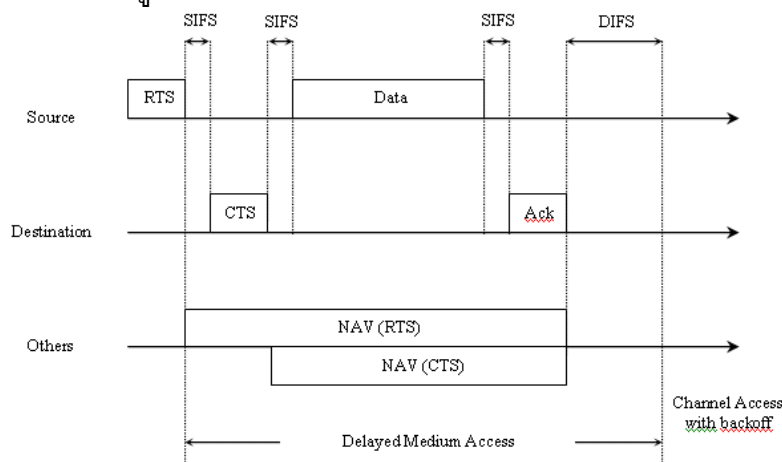 ¶
SIFS SIFS SIFS DIFS
RTS Data
Source
CTS Ack
Destination
NAV (RTS)
Others
NAV (CTS)
Channel Access
with backoff
Delayed Medium Access